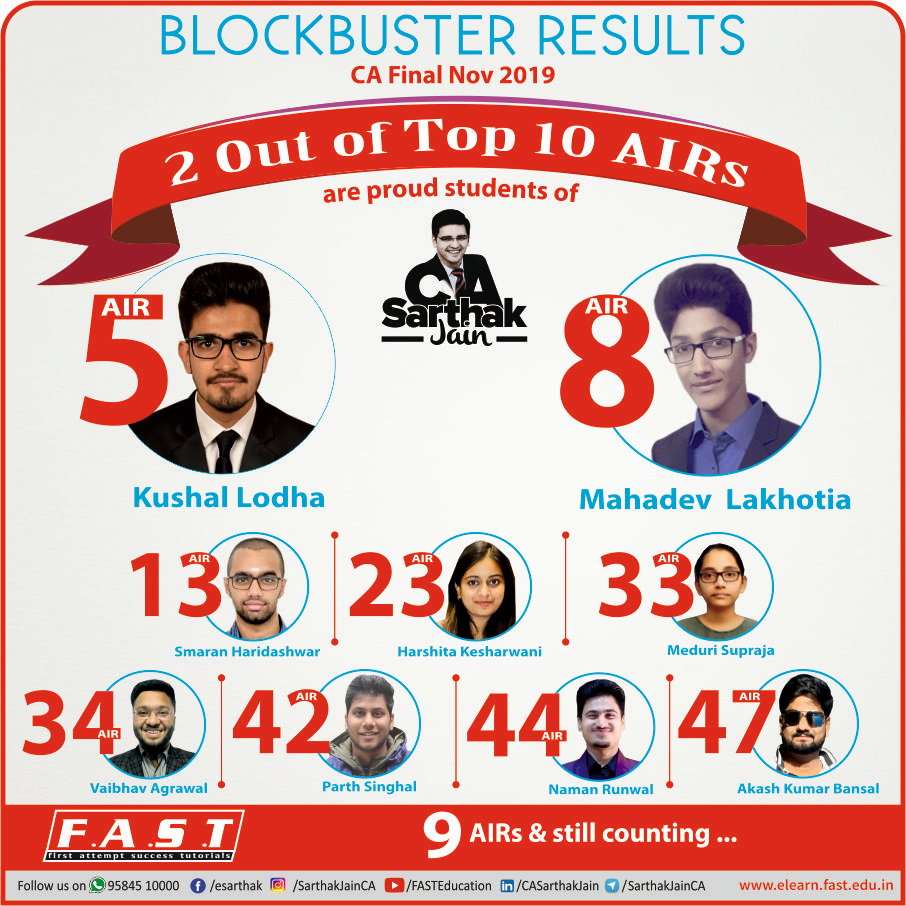 BLOCKBUSTER RESULTS
CA Final Nov 2019
2 Out of Top 10 AIRs
are proud students of
CA
Sarthak
Jain
AIR
5
Kushal Lodha
AIR
8
Mahadev Lakhotia
AIR
13
Smaran Haridashwar
AIR
23
Harshita Kesharwani
AIR
33
Meduri Supraja
34
AIR
Vaibhav Agrawal
AIR
42
Parth Singhal
44
AIR
Naman Runwal
AIR
47
Akash Kumar Bansal
F.A.S.T
first attempt success tutorials
9 AIRs & still counting ...
Follow us on 95845 10000 /esarthak /SarthakJainCA /FASTEducation /CASarthakJain /SarthakJainCA www.elearn.fast.edu.in